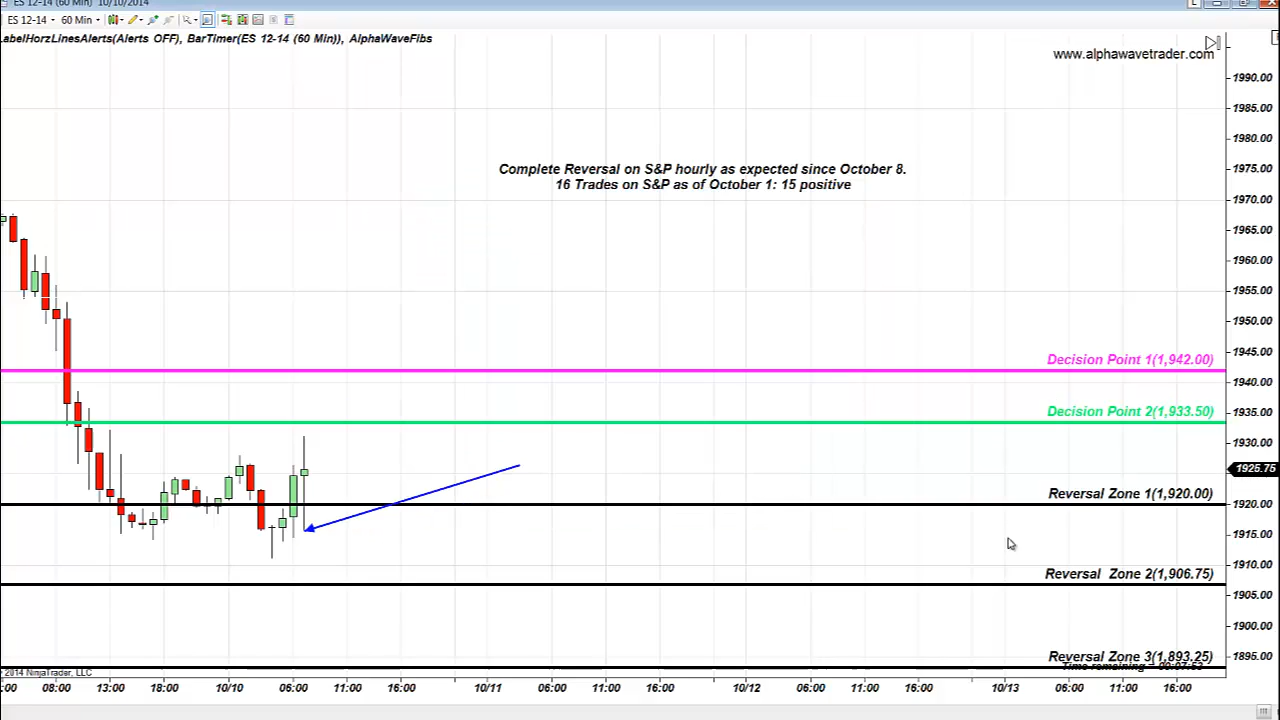 ES 12-14 (60 Min) 10/10/2014
ES 12-14 60 Min
LabelHorzLinesAlerts(Alerts OFF), BarTimer(ES 12-14 (60 Min)), AlphaWaveFibs
www.alphawavetrader.com
Complete Reversal on S&P hourly as expected since October 8.
16 Trades on S&P as of October 1: 15 positive
1990.00
1985.00
1980.00
1975.00
1970.00
1965.00
1960.00
1955.00
1950.00
1945.00
Decision Point 1(1,942.00)
1940.00
Decision Point 2(1,933.50)
1935.00
1930.00
1925.75
Reversal Zone 1(1,920.00)
1920.00
1915.00
1910.00
Reversal Zone 2(1,906.75)
1905.00
1900.00
Reversal Zone 3(1,893.25)
1895.00
Time remaining = 00:07:53
2014 NinjaTrader, LLC
:00 08:00 13:00 18:00 10/10 06:00 11:00 16:00 10/11 06:00 11:00 16:00 10/12 06:00 11:00 16:00 10/13 06:00 11:00 16:00